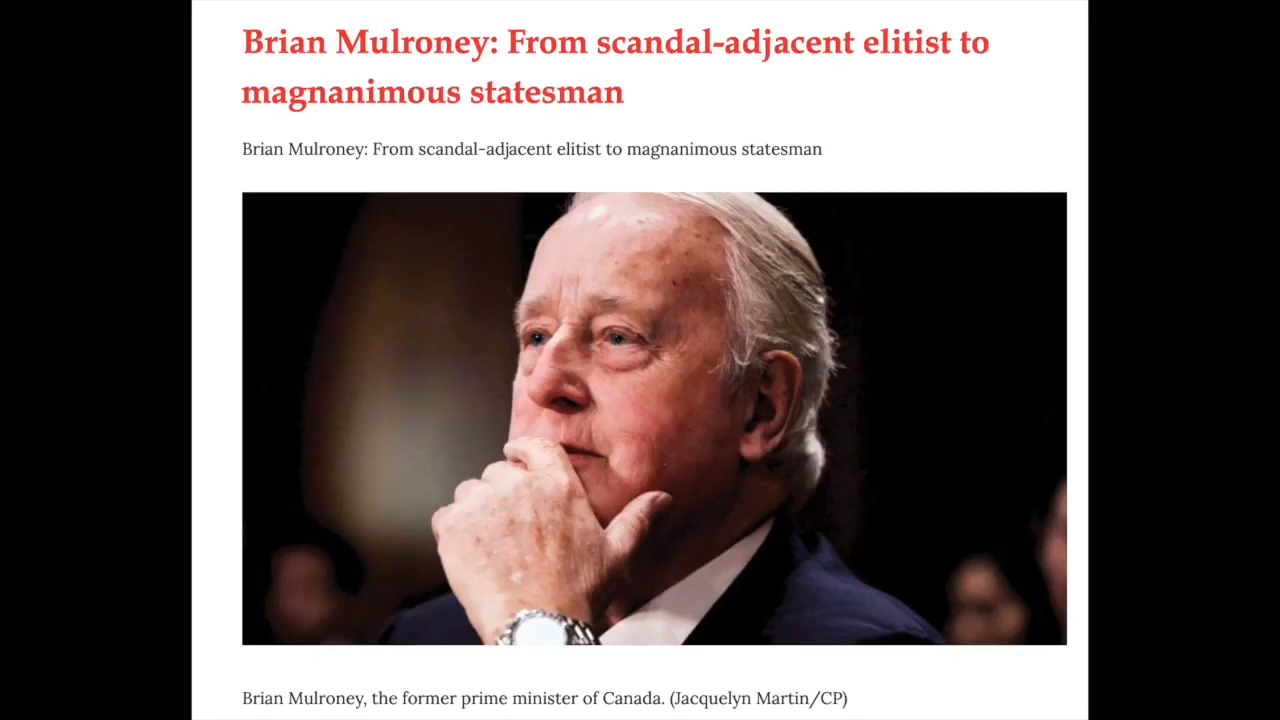 Brian Mulroney: From scandal-adjacent elitist to
magnanimous statesman
Brian Mulroney: From scandal-adjacent elitist to magnanimous statesman
Brian Mulroney, the former prime minister of Canada. (Jacquelyn Martin/CP)